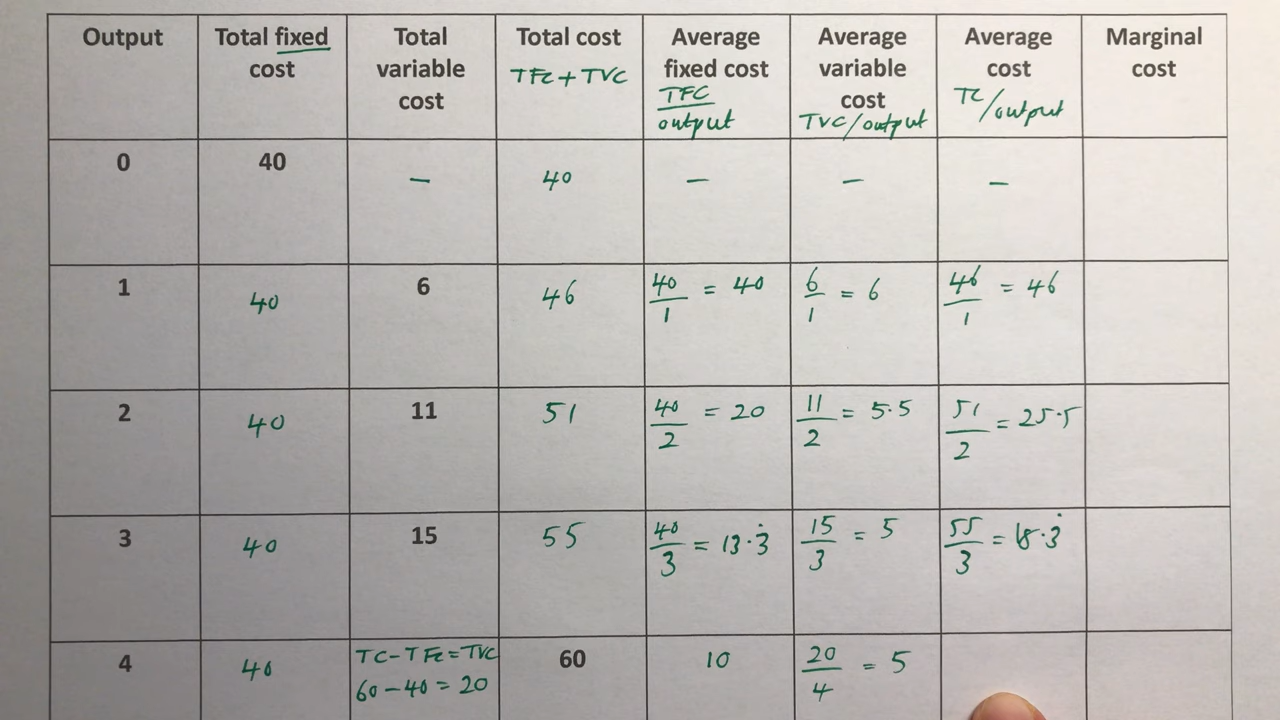 Output Total fixed cost Total variable cost Total cost Average fixed cost Average variable cost Average cost Marginal cost
TFC + TVC TFC/output TVC/output TC/output
0 40 – 40 – – –
1 40 6 46 40/1 = 40 6/1 = 6 46/1 = 46
2 40 11 51 40/2 = 20 11/2 = 5.5 51/2 = 25.5
3 40 15 55 40/3 = 13.3̇ 15/3 = 5 55/3 = 18.3̇
4 40 TC – TFC = TVC 60 10 20/4 = 5
60 – 40 = 20